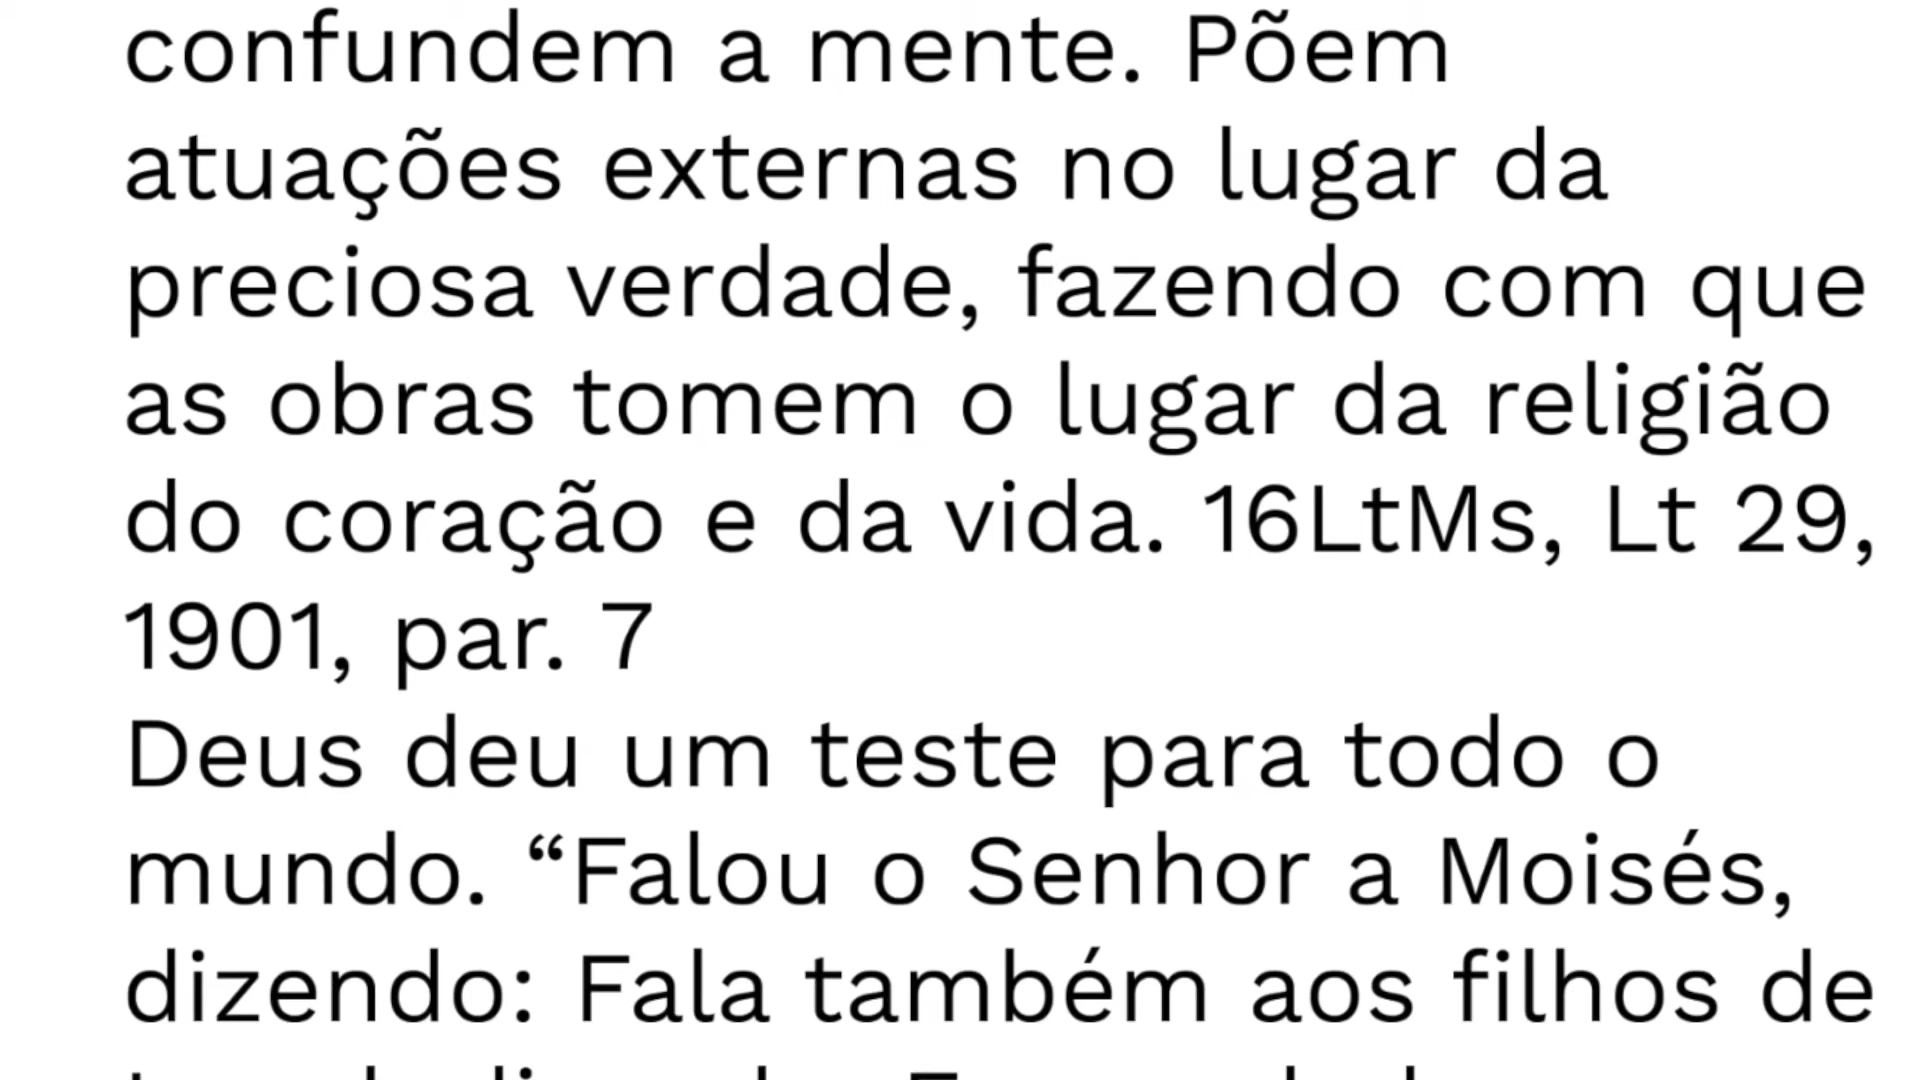 confundem a mente. Põem
atuações externas no lugar da
preciosa verdade, fazendo com que
as obras tomem o lugar da religião
do coração e da vida. 16LtMs, Lt 29,
1901, par. 7
Deus deu um teste para todo o
mundo. “Falou o Senhor a Moisés,
dizendo: Fala também aos filhos de